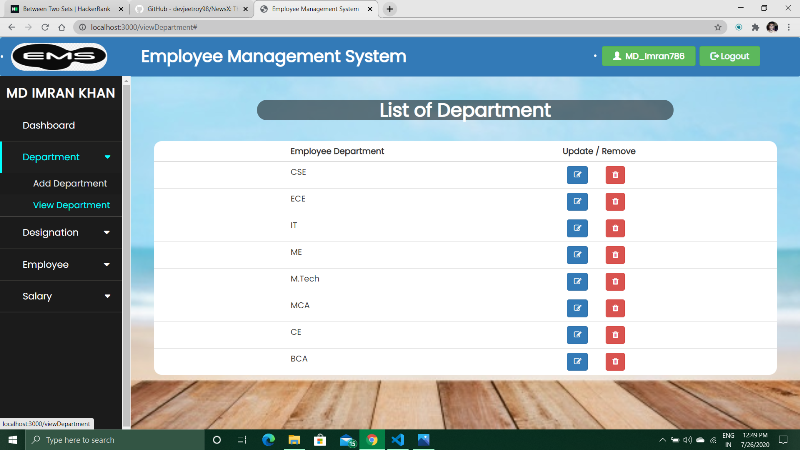 Between Two Sets | HackerRank
GitHub - devjeetroy98/NewsX: T
Employee Management System
localhost:3000/viewDepartment#
EMS
Employee Management System
MD_Imran786
Logout
MD IMRAN KHAN
Dashboard
Department
Add Department
View Department
Designation
Employee
Salary
List of Department
Employee Department Update / Remove
CSE
ECE
IT
ME
M.Tech
MCA
CE
BCA
localhost:3000/viewDepartment
Type here to search
15
ENG
IN
12:49 PM
7/26/2020